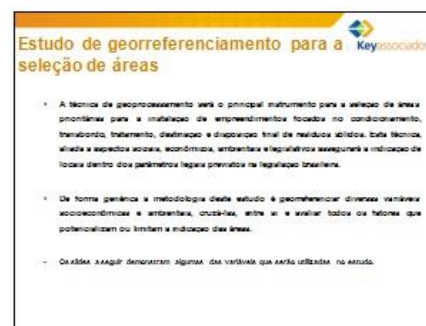 Estudo de georreferenciamento para a
Keyassociados
seleção de áreas
• A técnica de geoprocessamento será o principal instrumento para a seleção de áreas
prioritárias para a instalação de empreendimentos focados no condicionamento,
transbordo, tratamento, destinação e disposição final de resíduos sólidos. Esta técnica,
aliada a aspectos sociais, econômicos, ambientais e legislativos assegurará a indicação de
locais dentro dos parâmetros legais previstos na legislação brasileira.
• De forma genérica a metodologia deste estudo é georreferenciar diversas variáveis
socioeconômicas e ambientais, cruzá-las, entre si e avaliar todos os fatores que
potencializam ou limitam a indicação das áreas.
– Os slides a seguir demonstram algumas das variáveis que serão utilizadas no estudo.